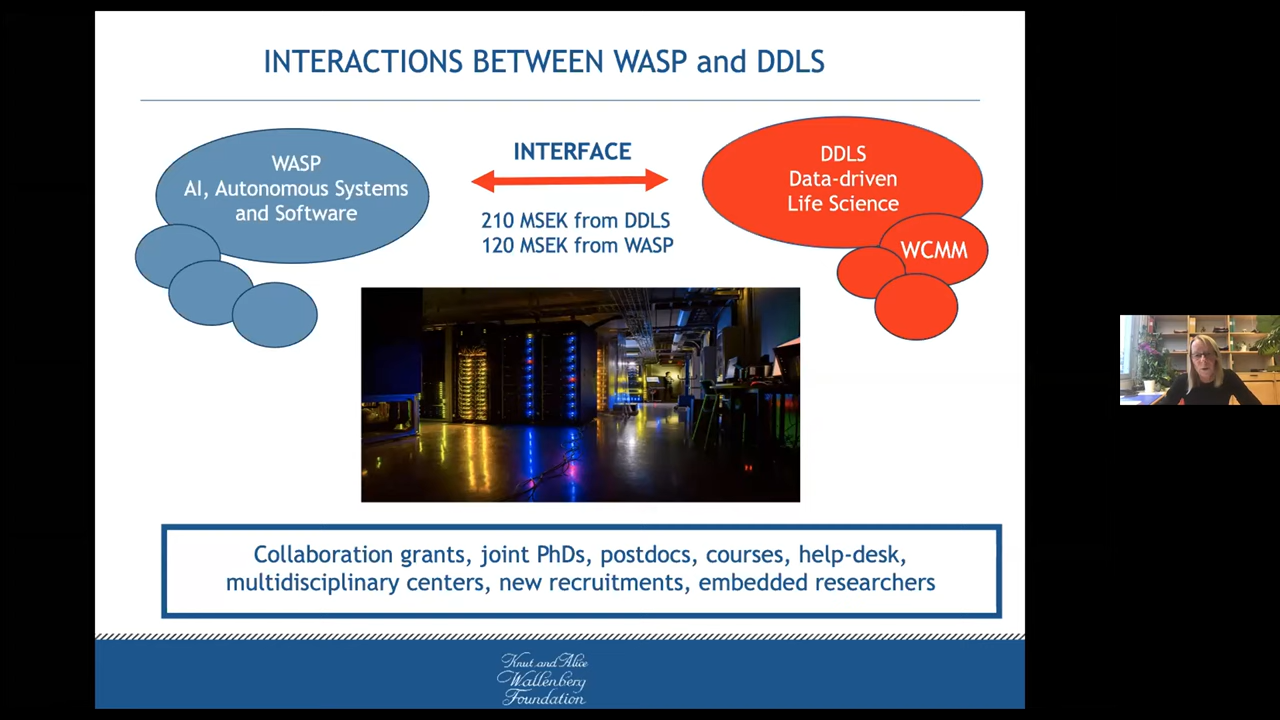 INTERACTIONS BETWEEN WASP and DDLS
WASP
AI, Autonomous Systems
and Software
INTERFACE
210 MSEK from DDLS
120 MSEK from WASP
DDLS
Data-driven
Life Science
WCMM
Collaboration grants, joint PhDs, postdocs, courses, help-desk,
multidisciplinary centers, new recruitments, embedded researchers
Knut and Alice
Wallenberg
Foundation